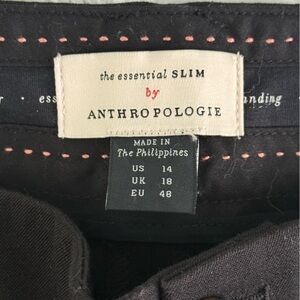 the essential SLIM
by
ANTHROPOLOGIE
MADE IN
The Philippines
US 14
UK 18
EU 48